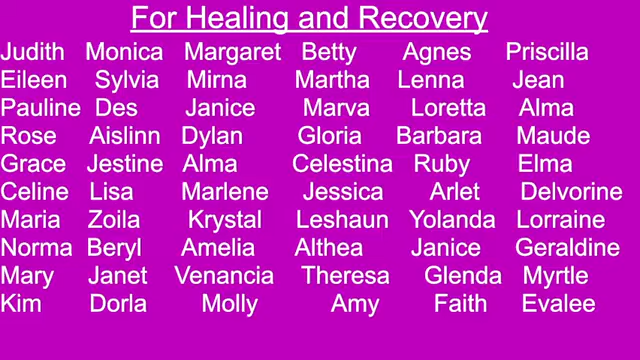 For Healing and Recovery
Judith Monica Margaret Betty Agnes Priscilla
Eileen Sylvia Mirna Martha Lenna Jean
Pauline Des Janice Marva Loretta Alma
Rose Aislinn Dylan Gloria Barbara Maude
Grace Jestine Alma Celestina Ruby Elma
Celine Lisa Marlene Jessica Arlet Delvorine
Maria Zoila Krystal Leshaun Yolanda Lorraine
Norma Beryl Amelia Althea Janice Geraldine
Mary Janet Venancia Theresa Glenda Myrtle
Kim Dorla Molly Amy Faith Evalee